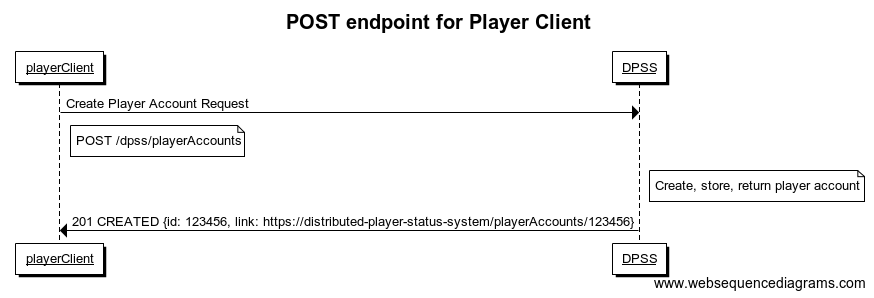 POST endpoint for Player Client
playerClient
DPSS
Create Player Account Request
POST /dpss/playerAccounts
Create, store, return player account
201 CREATED {id: 123456, link: https://distributed-player-status-system/playerAccounts/123456}
playerClient
DPSS
www.websequencediagrams.com